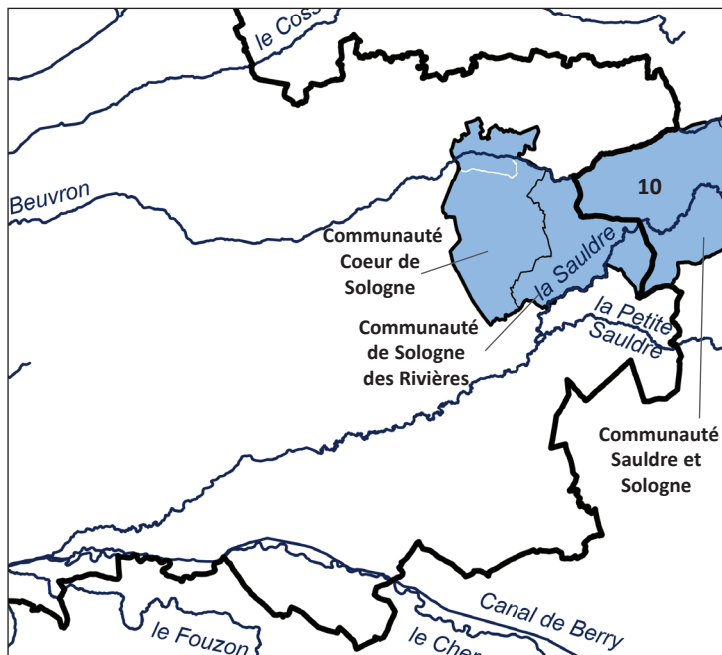 le Coss
Beuvron
10
Communauté
Coeur de
Sologne
la Sauldre
Communauté
de Sologne
des Rivières
la Petite
Sauldre
Communauté
Sauldre et
Sologne
Canal de Berry
le Fouzon
le Cher